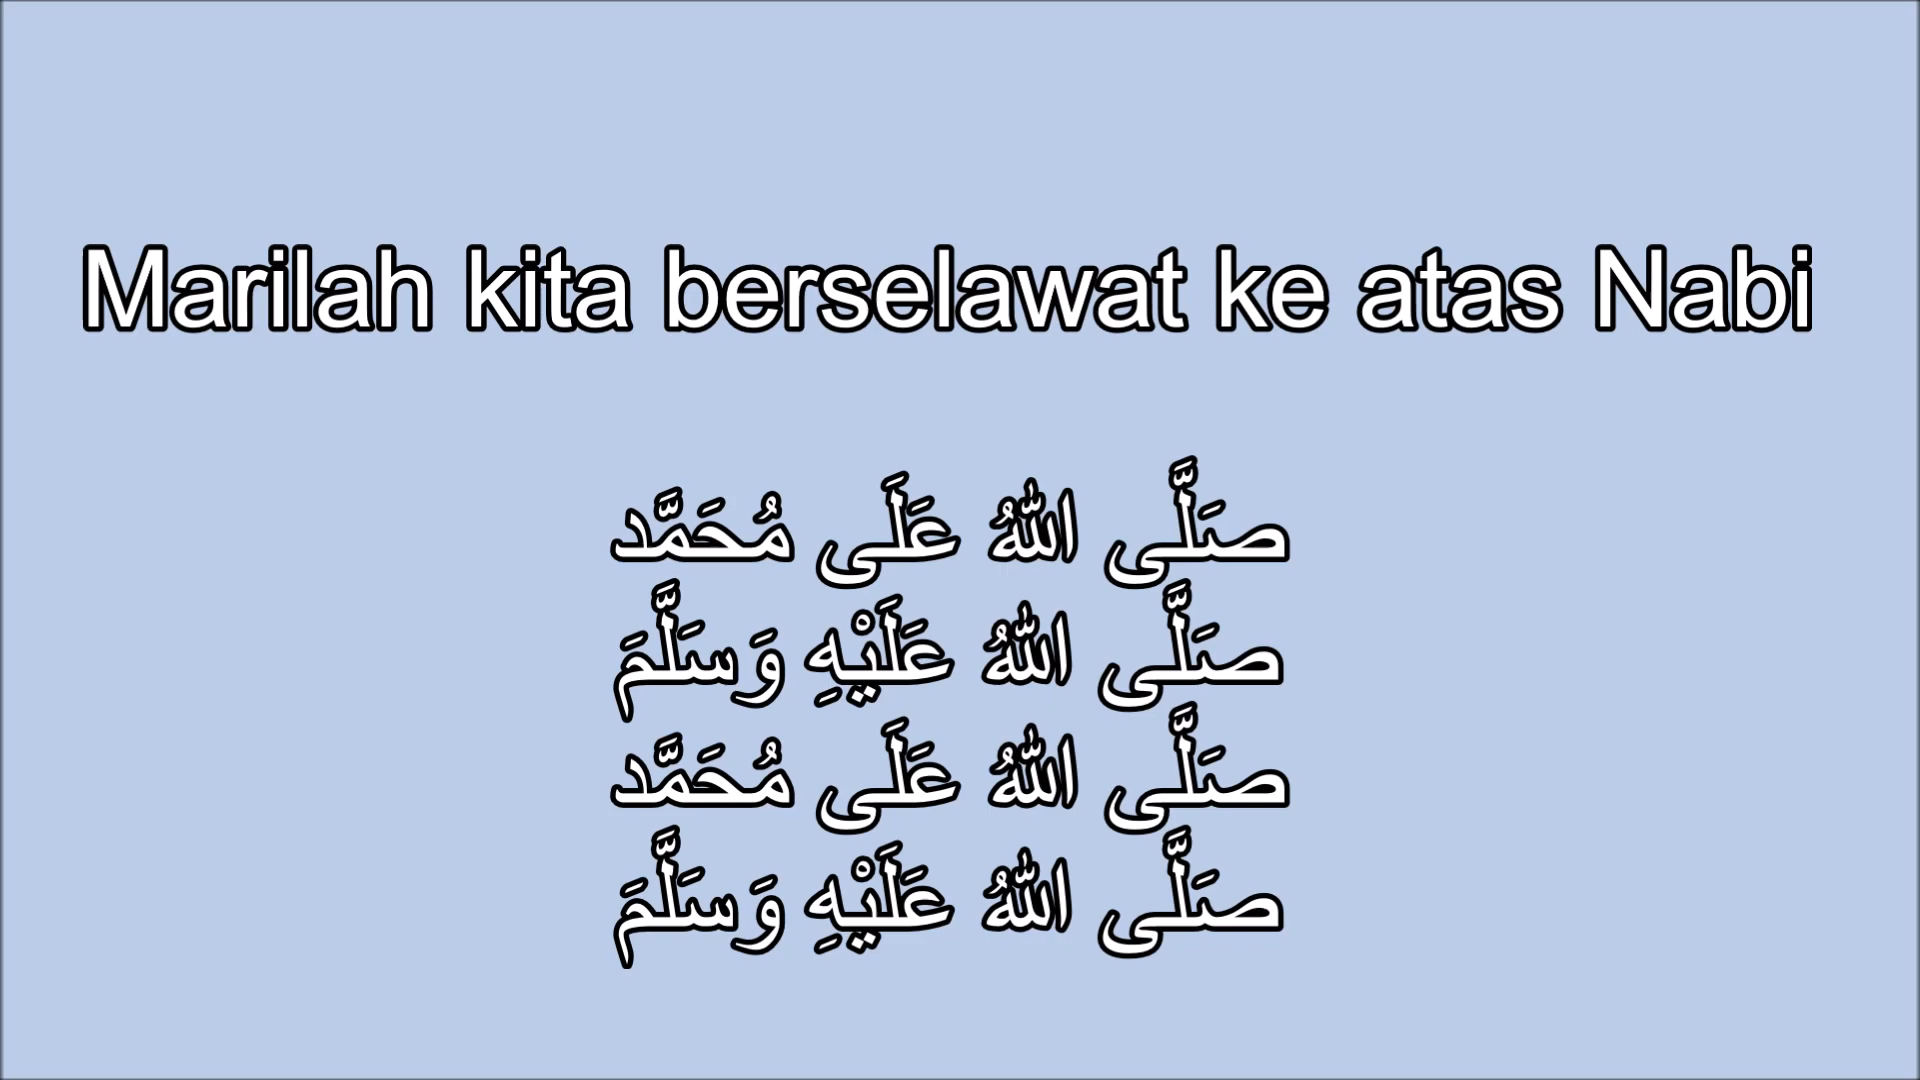 Marilah kita berselawat ke atas Nabi
صَلَّى اللهُ عَلَى مُحَمَّد
صَلَّى اللهُ عَلَيْهِ وَسَلَّمَ
صَلَّى اللهُ عَلَى مُحَمَّد
صَلَّى اللهُ عَلَيْهِ وَسَلَّمَ